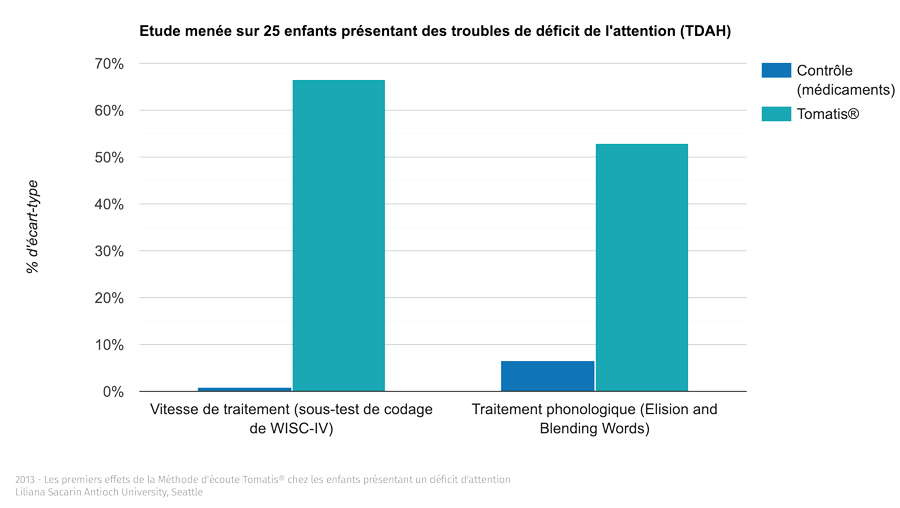 Etude menée sur 25 enfants présentant des troubles de déficit de l'attention (TDAH)
70%
60%
50%
40%
30%
20%
10%
0%
% d'écart-type
Contrôle
(médicaments)
Tomatis®
Vitesse de traitement (sous-test de codage
de WISC-IV)
Traitement phonologique (Elision and
Blending Words)
2013 - Les premiers effets de la Méthode d'écoute Tomatis® chez les enfants présentant un déficit d'attention
Liliana Sacarin Antioch University, Seattle